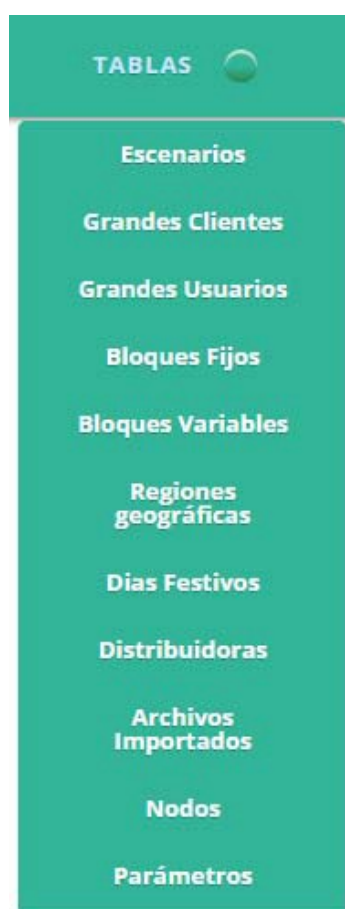 TABLAS
Escenarios
Grandes Clientes
Grandes Usuarios
Bloques Fijos
Bloques Variables
Regiones
geográficas
Dias Festivos
Distribuidoras
Archivos
Importados
Nodos
Parámetros